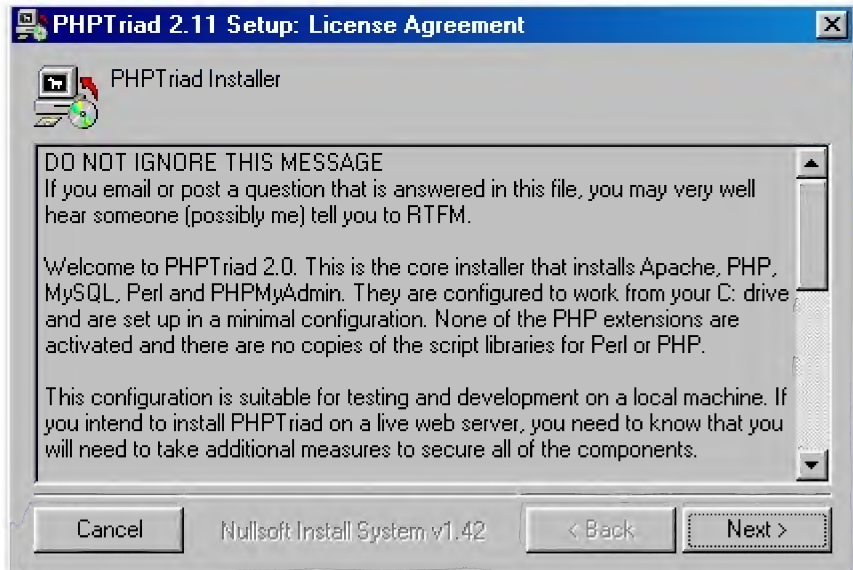 PHPTriad 2.11 Setup: License Agreement
PHPTriad Installer
DO NOT IGNORE THIS MESSAGE
If you email or post a question that is answered in this file, you may very well
hear someone (possibly me) tell you to RTFM.
Welcome to PHPTriad 2.0. This is the core installer that installs Apache, PHP,
MySQL, Perl and PHPMyAdmin. They are configured to work from your C: drive
and are set up in a minimal configuration. None of the PHP extensions are
activated and there are no copies of the script libraries for Perl or PHP.
This configuration is suitable for testing and development on a local machine. If
you intend to install PHPTriad on a live web server, you need to know that you
will need to take additional measures to secure all of the components.
Cancel
Nullsoft Install System v1.42
< Back
Next >